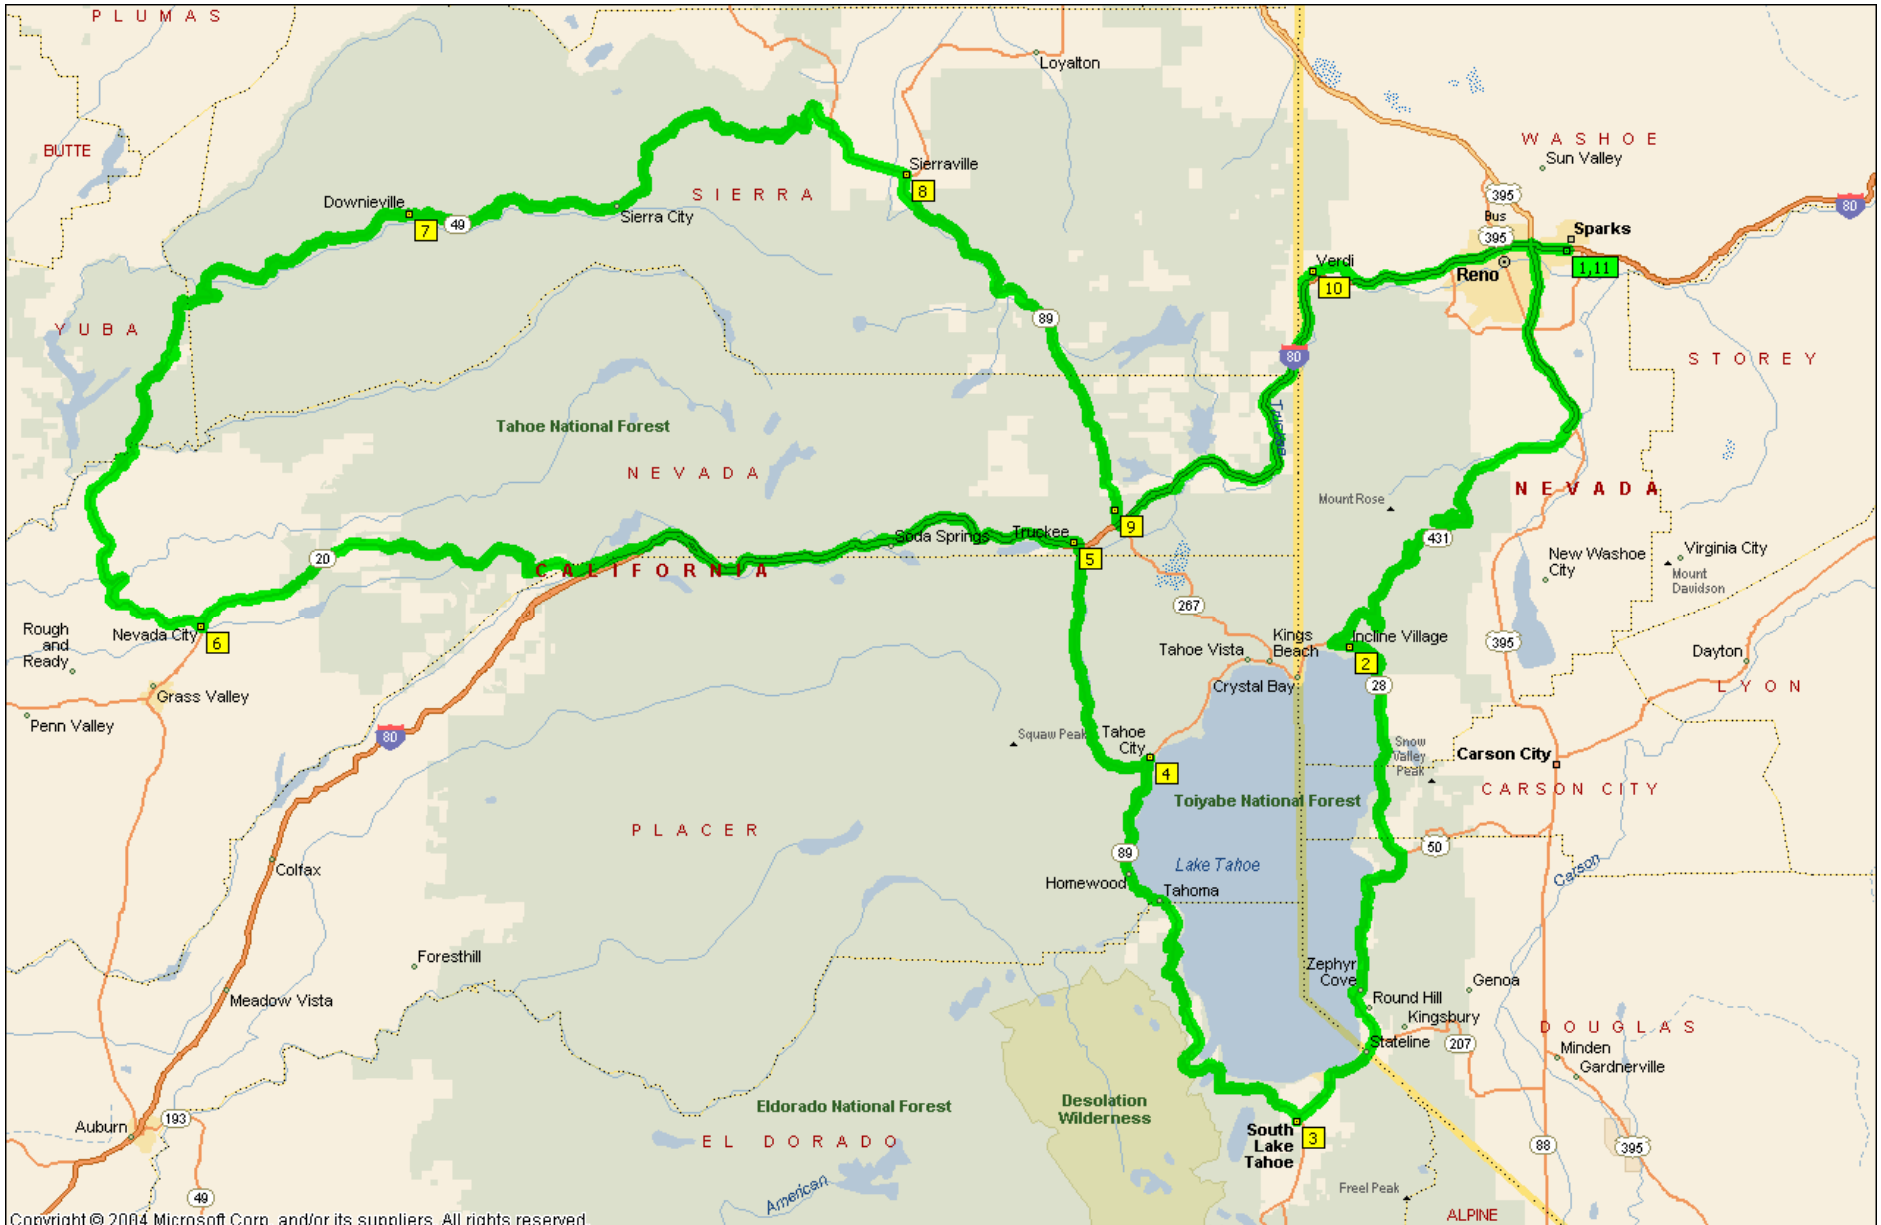 PLUMAS
Loyalton
WASHOE
Sun Valley
BUTTE
Sierraville
8
395
80
Downieville
SIERRA
Sierra City
7
49
Bus
395
Sparks
1,11
Reno
Verdi
10
YUBA
89
80
STOREY
Truckee
Tahoe National Forest
NEVADA
Mount Rose
NEVADA
9
Truckee
Soda Springs
5
431
20
CALIFORNIA
New Washoe
City
Virginia City
Mount
Davidson
267
Rough
and
Ready
Nevada City
6
Kings
Beach
Incline Village
2
395
Dayton
Tahoe Vista
Crystal Bay
28
LYON
Grass Valley
Penn Valley
80
Squaw Peak
Tahoe
City
4
Snow
Valley
Peak
Carson City
CARSON CITY
Toiyabe National Forest
PLACER
89
Lake Tahoe
50
Carson
Colfax
Homewood
Tahoma
Foresthill
Zephyr
Cove
Genoa
Meadow Vista
Round Hill
Kingsbury
DOUGLAS
Stateline
207
Minden
Gardnerville
Auburn
193
Eldorado National Forest
Desolation
Wilderness
EL DORADO
South
Lake
Tahoe
3
88
395
49
American
Freel Peak
ALPINE
Copyright © 2004 Microsoft Corp. and/or its suppliers. All rights reserved.